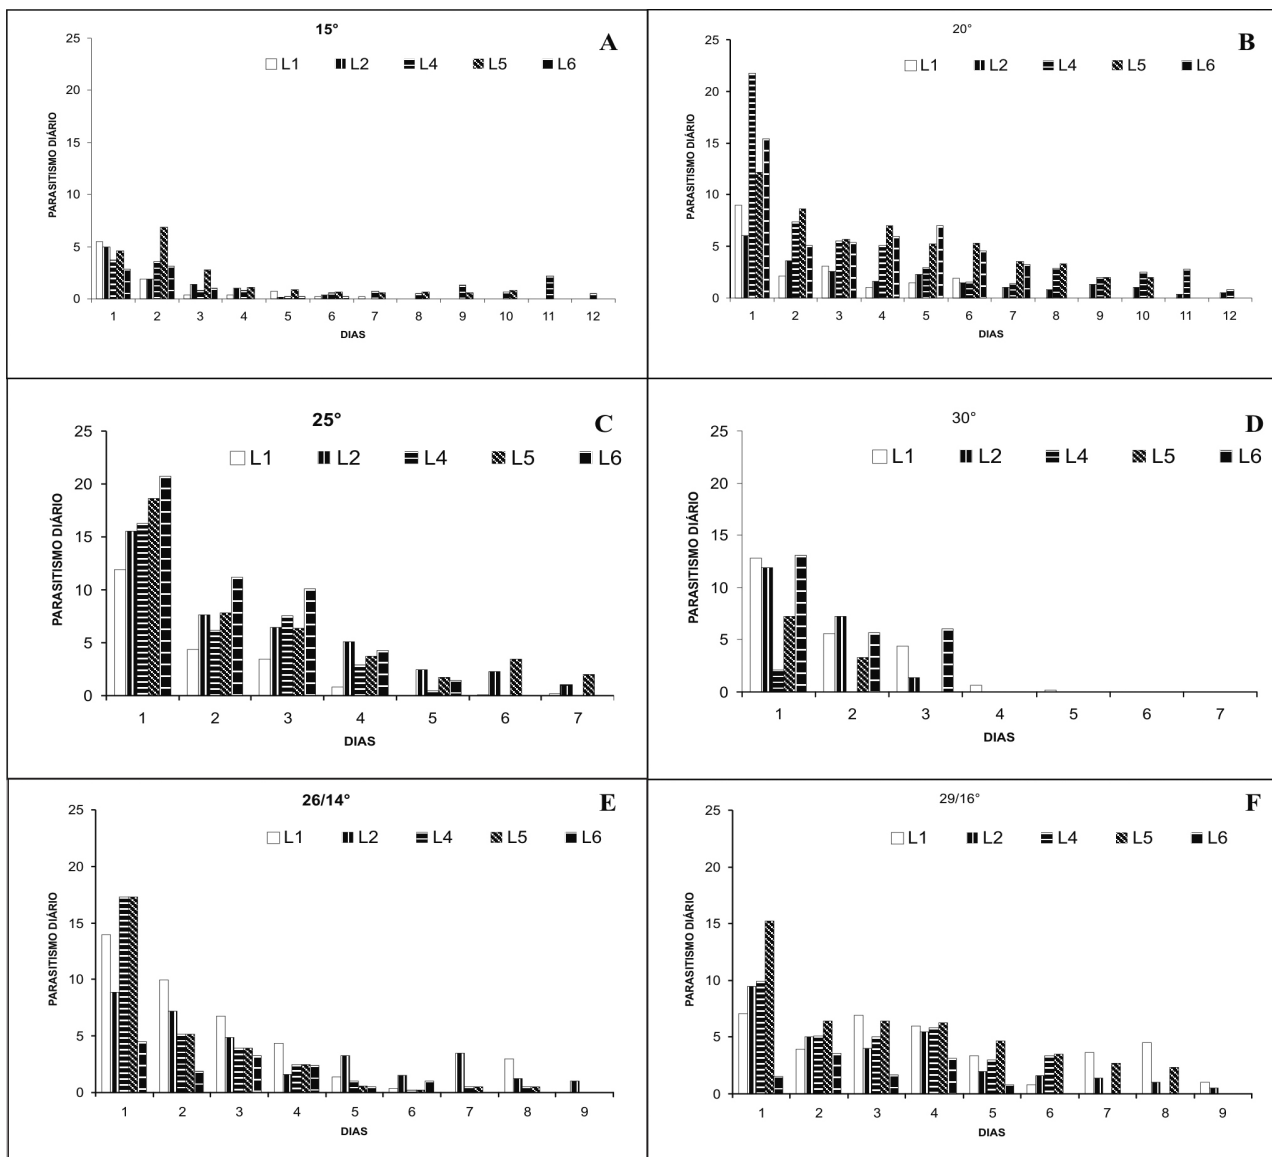 15°
A
25
20
15
10
5
0
L1 L2 L4 L5 L6
PARASITISMO DIÁRIO
1 2 3 4 5 6 7 8 9 10 11 12
DIAS
20°
B
25
20
15
10
5
0
L1 L2 L4 L5 L6
PARASITISMO DIÁRIO
1 2 3 4 5 6 7 8 9 10 11 12
DIAS
25°
C
25
20
15
10
5
0
L1 L2 L4 L5 L6
PARASITISMO DIÁRIO
1 2 3 4 5 6 7
DIAS
30°
D
25
20
15
10
5
0
L1 L2 L4 L5 L6
PARASITISMO DIÁRIO
1 2 3 4 5 6 7
DIAS
26/14°
E
25
20
15
10
5
0
L1 L2 L4 L5 L6
PARASITISMO DIÁRIO
1 2 3 4 5 6 7 8 9
DIAS
29/16°
F
25
20
15
10
5
0
L1 L2 L4 L5 L6
PARASITISMO DIÁRIO
1 2 3 4 5 6 7 8 9
DIAS